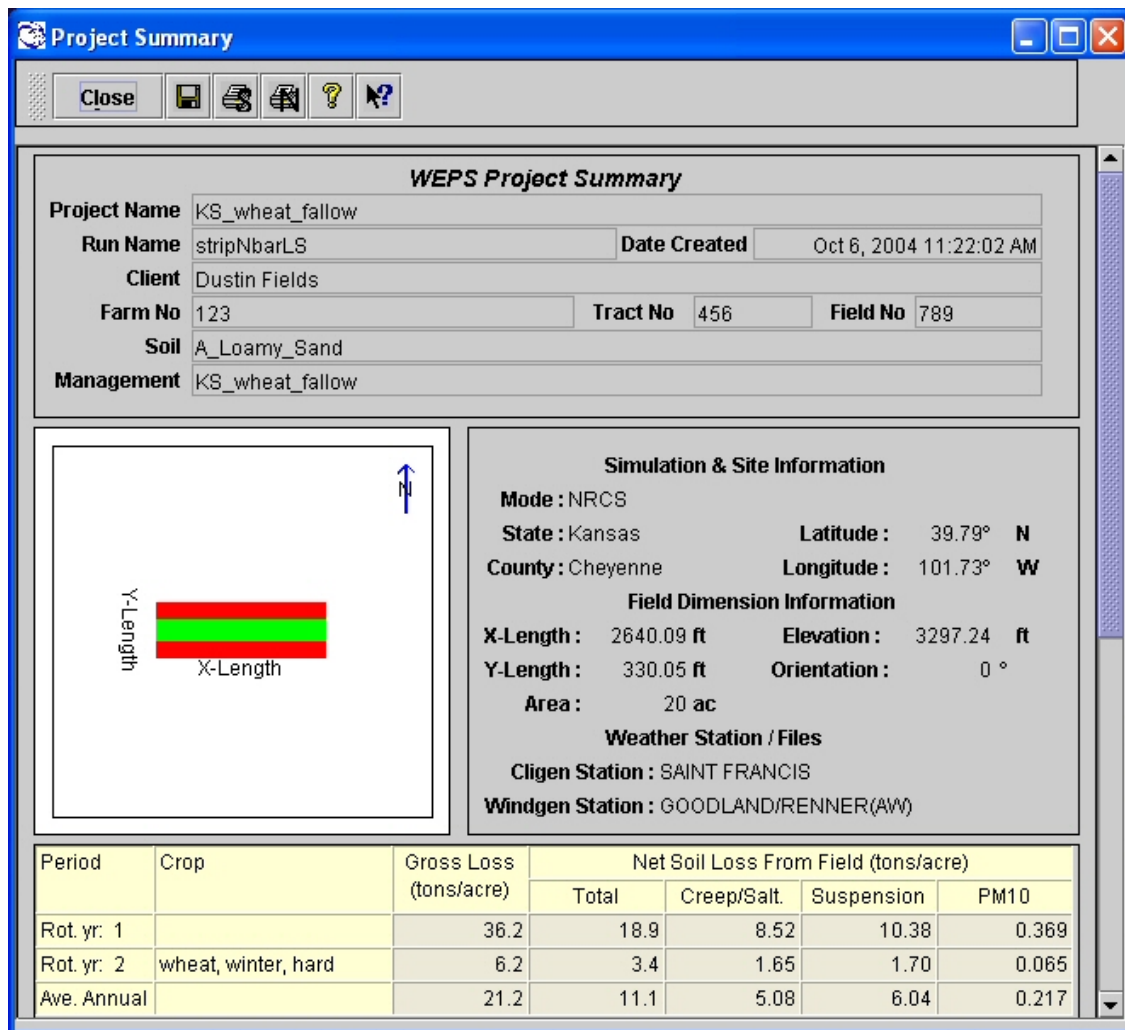 Project Summary
Close
WEPS Project Summary
Project Name KS_wheat_fallow
Run Name stripNbarLS Date Created Oct 6, 2004 11:22:02 AM
Client Dustin Fields
Farm No 123 Tract No 456 Field No 789
Soil A_Loamy_Sand
Management KS_wheat_fallow
N
Y-Length
X-Length
Simulation & Site Information
Mode : NRCS
State : Kansas Latitude : 39.79° N
County : Cheyenne Longitude : 101.73° W
Field Dimension Information
X-Length : 2640.09 ft Elevation : 3297.24 ft
Y-Length : 330.05 ft Orientation : 0 °
Area : 20 ac
Weather Station / Files
Cligen Station : SAINT FRANCIS
Windgen Station : GOODLAND/RENNER(AW)
Period Crop Gross Loss Net Soil Loss From Field (tons/acre)
(tons/acre) Total Creep/Salt. Suspension PM10
Rot. yr: 1 36.2 18.9 8.52 10.38 0.369
Rot. yr: 2 wheat, winter, hard 6.2 3.4 1.65 1.70 0.065
Ave. Annual 21.2 11.1 5.08 6.04 0.217